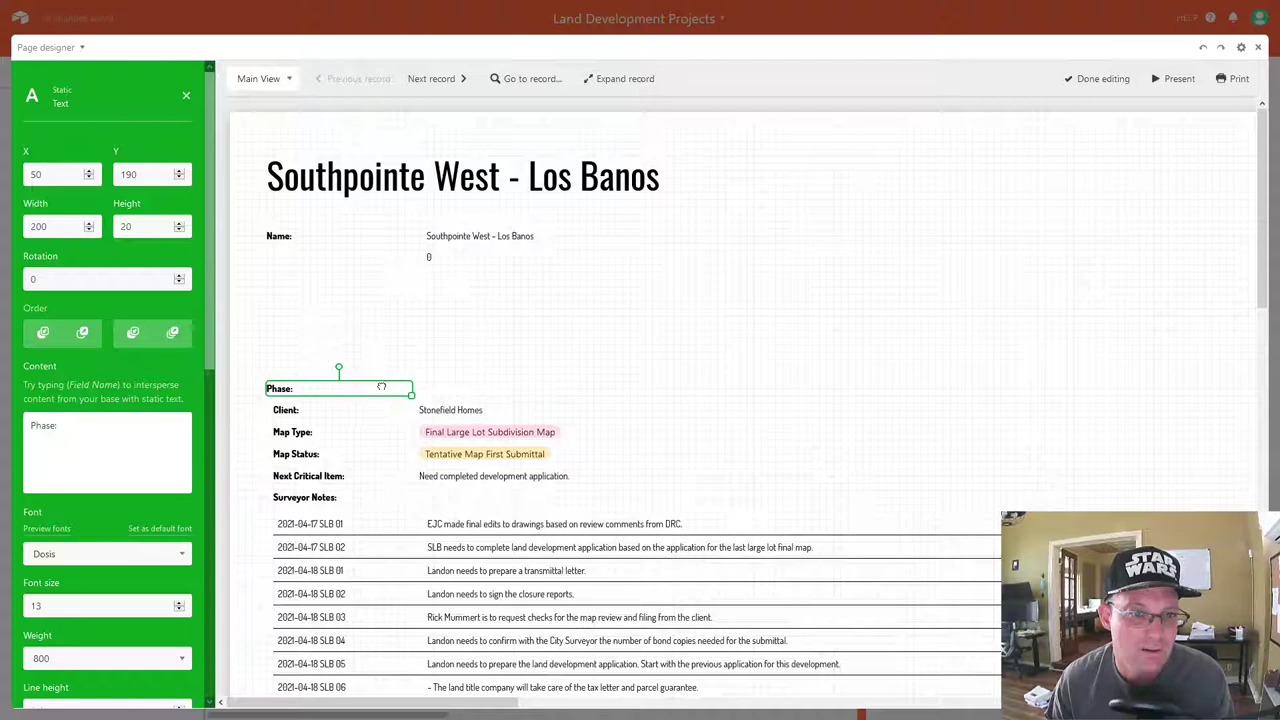 Land Development Projects
HELP
Page designer
Static
Text
X
Y
50
190
Width
Height
200
20
Rotation
0
Order
Content
Try typing {Field Name} to intersperse
content from your base with static text.
Phase:
Font
Preview fonts
Set as default font
Dosis
Font size
13
Weight
800
Line height
Main View
Previous record
Next record
Go to record...
Expand record
Done editing
Present
Print
Southpointe West - Los Banos
Name:
Southpointe West - Los Banos
0
Phase:
Client:
Stonefield Homes
Map Type:
Final Large Lot Subdivision Map
Map Status:
Tentative Map First Submittal
Next Critical Item:
Need completed development application.
Surveyor Notes:
2021-04-17 SLB 01
EJC made final edits to drawings based on review comments from DRC.
2021-04-17 SLB 02
SLB needs to complete land development application based on the application for the last large lot final map.
2021-04-18 SLB 01
Landon needs to prepare a transmittal letter.
2021-04-18 SLB 02
Landon needs to sign the closure reports.
2021-04-18 SLB 03
Rick Mummert is to request checks for the map review and filing from the client.
2021-04-18 SLB 04
Landon needs to confirm with the City Surveyor the number of bond copies needed for the submittal.
2021-04-18 SLB 05
Landon needs to prepare the land development application. Start with the previous application for this development.
2021-04-18 SLB 06
- The land title company will take care of the tax letter and parcel guarantee.
STAR
WARS